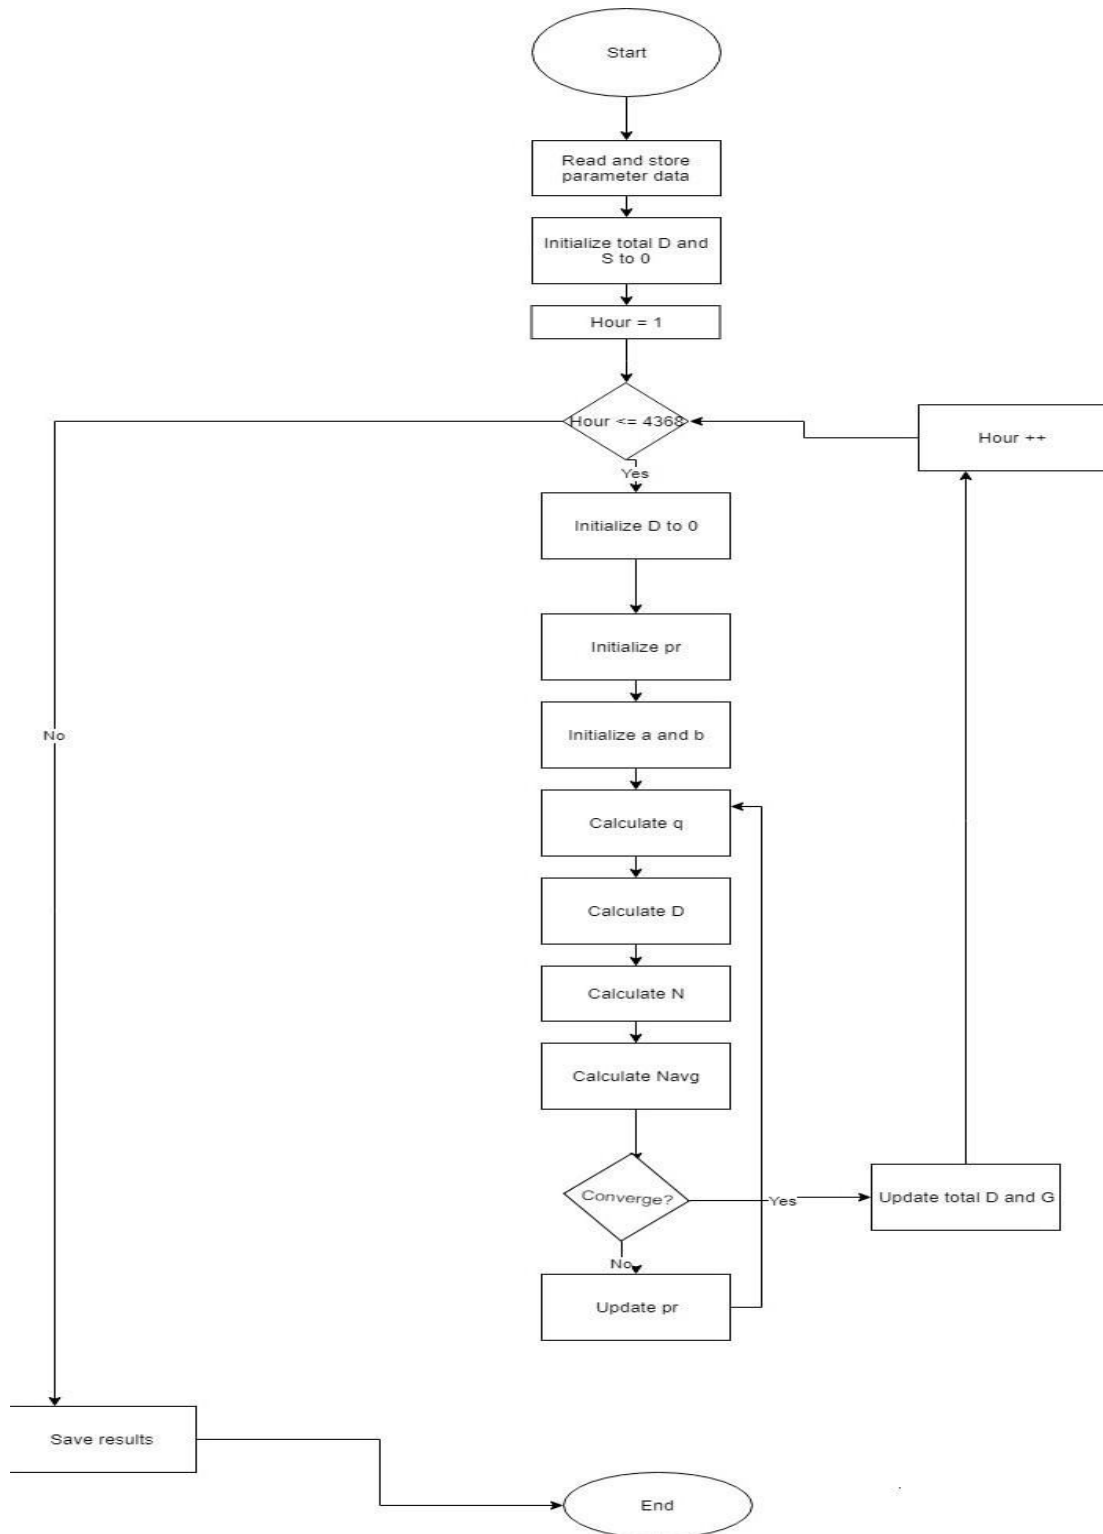 Start
Read and store
parameter data
Initialize total D and
S to 0
Hour = 1
Hour <= 4368
Hour ++
Yes
Initialize D to 0
Initialize pr
Initialize a and b
No
Calculate q
Calculate D
Calculate N
Calculate Navg
Converge?
Yes
Update total D and G
No
Update pr
Save results
End